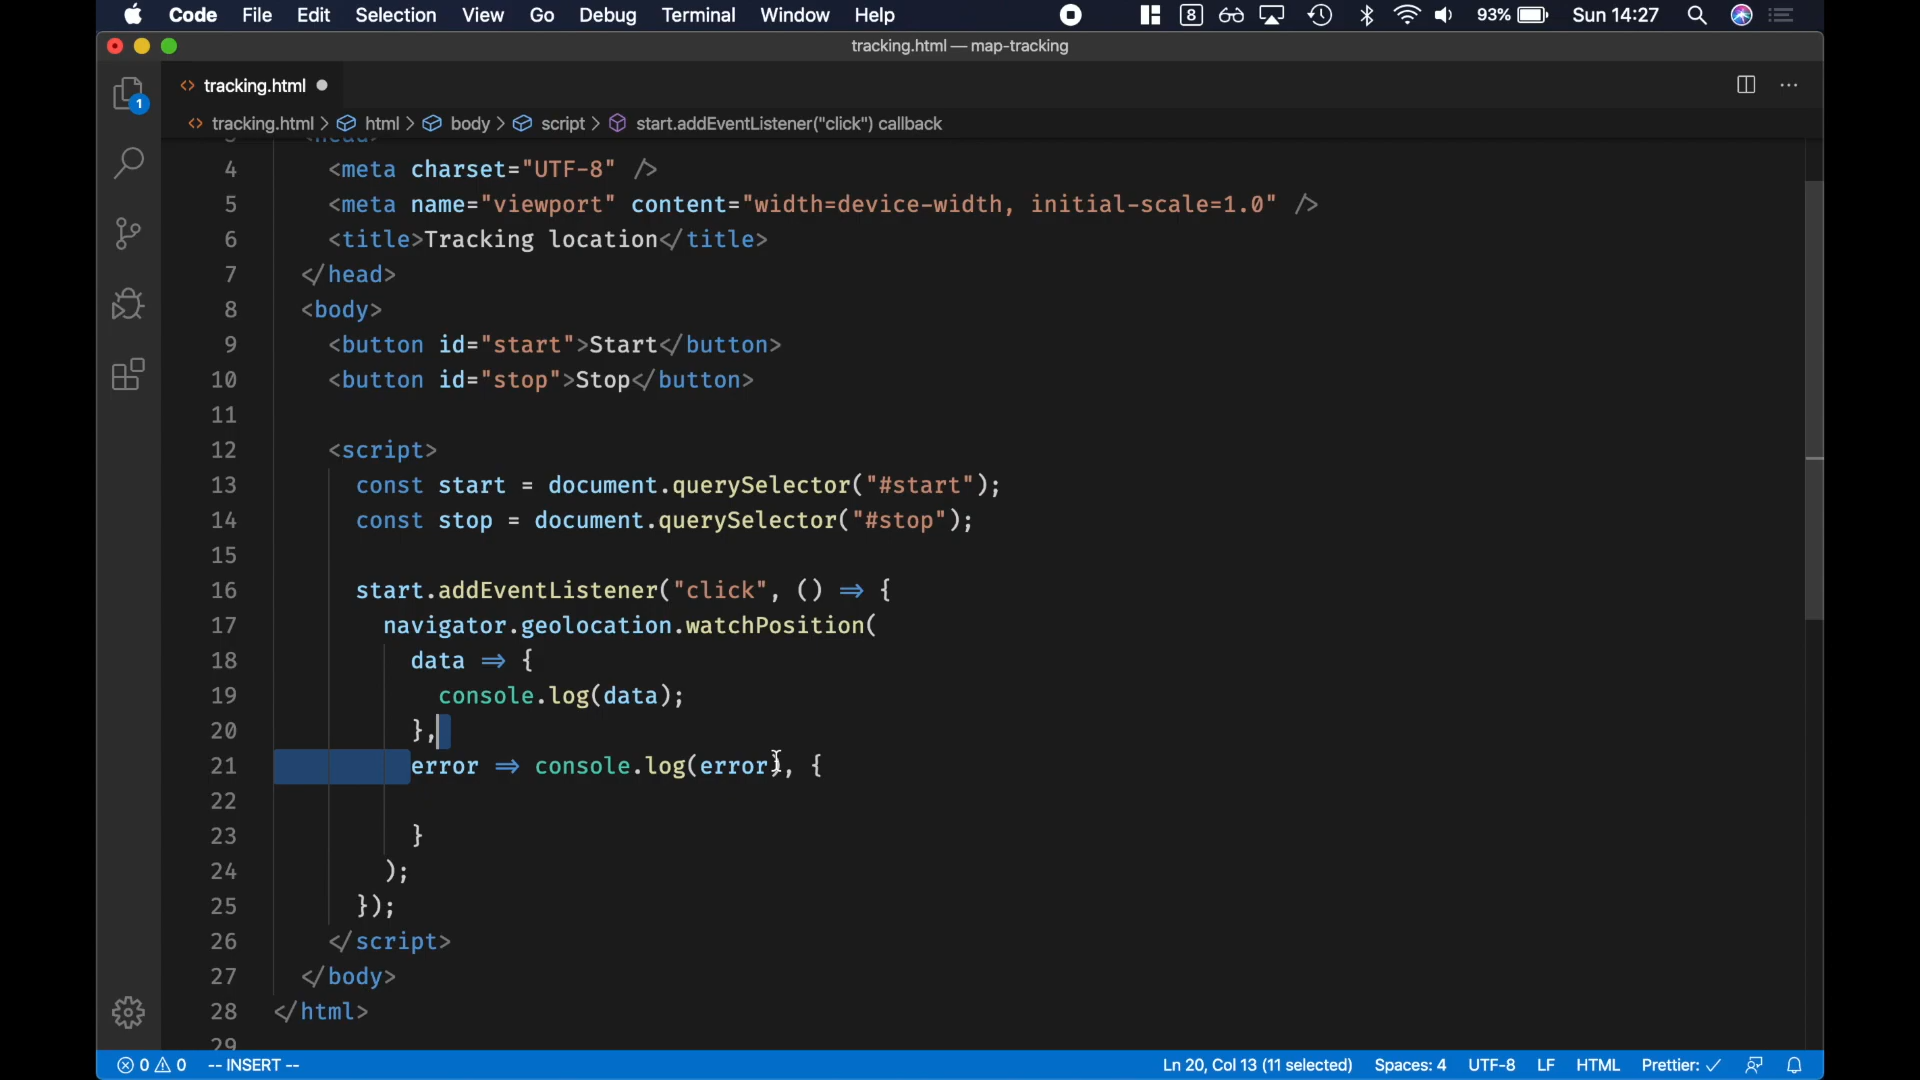 Code File Edit Selection View Go Debug Terminal Window Help 8 93% Sun 14:27
tracking.html — map-tracking
1 <> tracking.html
<> tracking.html > html > body > script > start.addEventListener("click") callback
3 <head>
4 <meta charset="UTF-8" />
5 <meta name="viewport" content="width=device-width, initial-scale=1.0" />
6 <title>Tracking location</title>
7 </head>
8 <body>
9 <button id="start">Start</button>
10 <button id="stop">Stop</button>
11
12 <script>
13 const start = document.querySelector("#start");
14 const stop = document.querySelector("#stop");
15
16 start.addEventListener("click", () => {
17 navigator.geolocation.watchPosition(
18 data => {
19 console.log(data);
20 },
21 error => console.log(error), {
22
23 }
24 );
25 });
26 </script>
27 </body>
28 </html>
29
0 0 -- INSERT -- Ln 20, Col 13 (11 selected) Spaces: 4 UTF-8 LF HTML Prettier: ✓